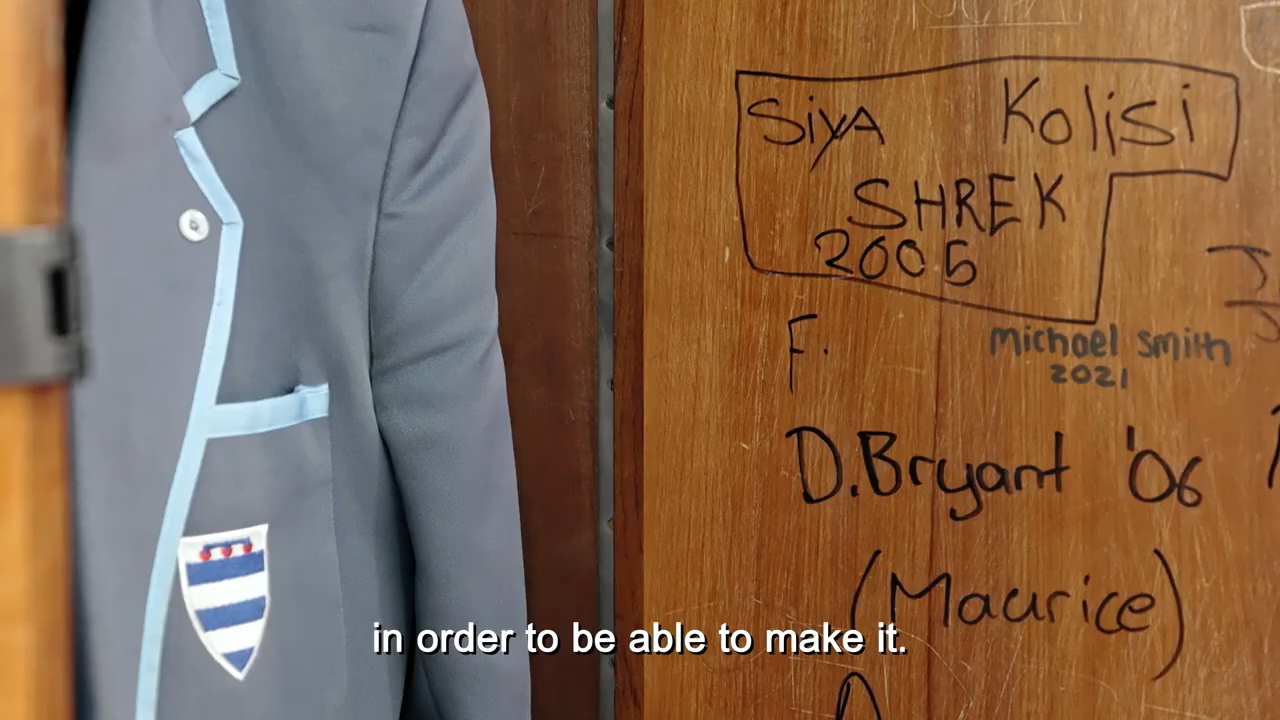 Siya Kolisi
SHREK
2005
F.
Michael Smith
2021
D.Bryant '06
(Maurice)
in order to be able to make it.